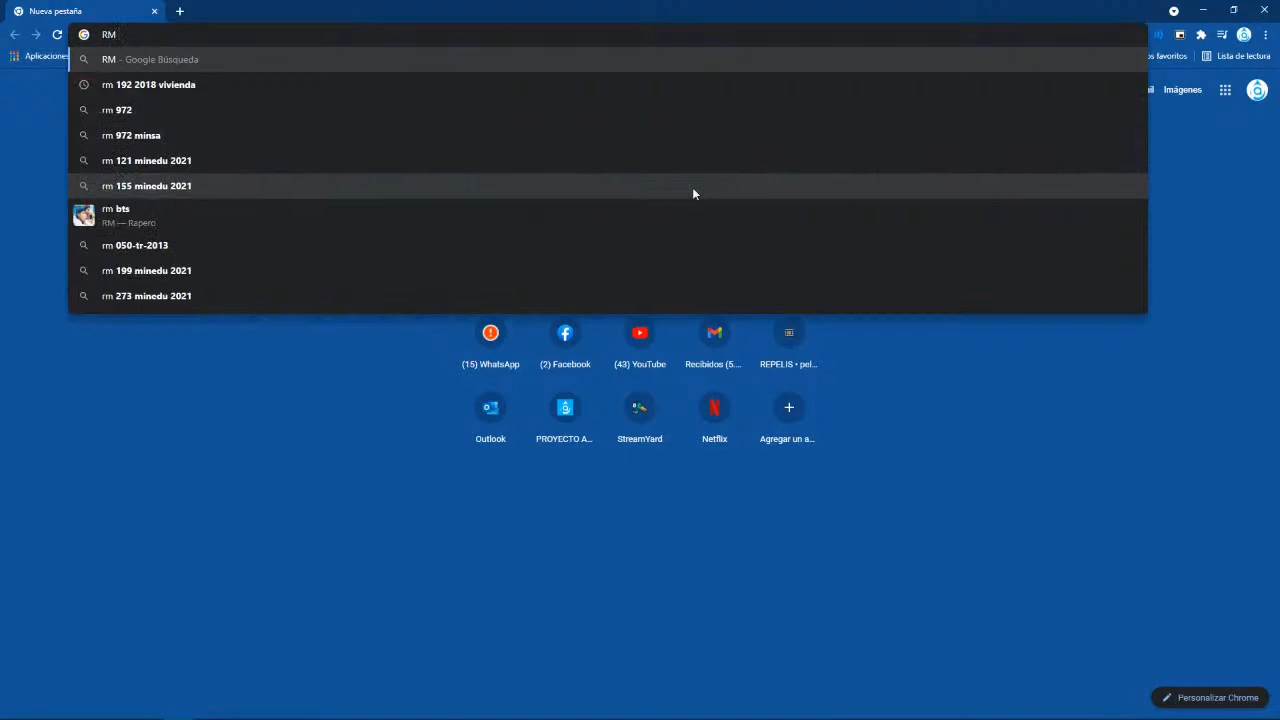 Nueva pestaña
RM
Aplicaciones
os favoritos
Lista de lectura
RM - Google Búsqueda
rm 192 2018 vivienda
rm 972
rm 972 minsa
rm 121 minedu 2021
rm 155 minedu 2021
rm bts
RM — Rapero
rm 050-tr-2013
rm 199 minedu 2021
rm 273 minedu 2021
il
Imágenes
(15) WhatsApp
(2) Facebook
(43) YouTube
Recibidos (5....
REPELIS • pel...
Outlook
PROYECTO A...
StreamYard
Netflix
Agregar un a...
Personalizar Chrome